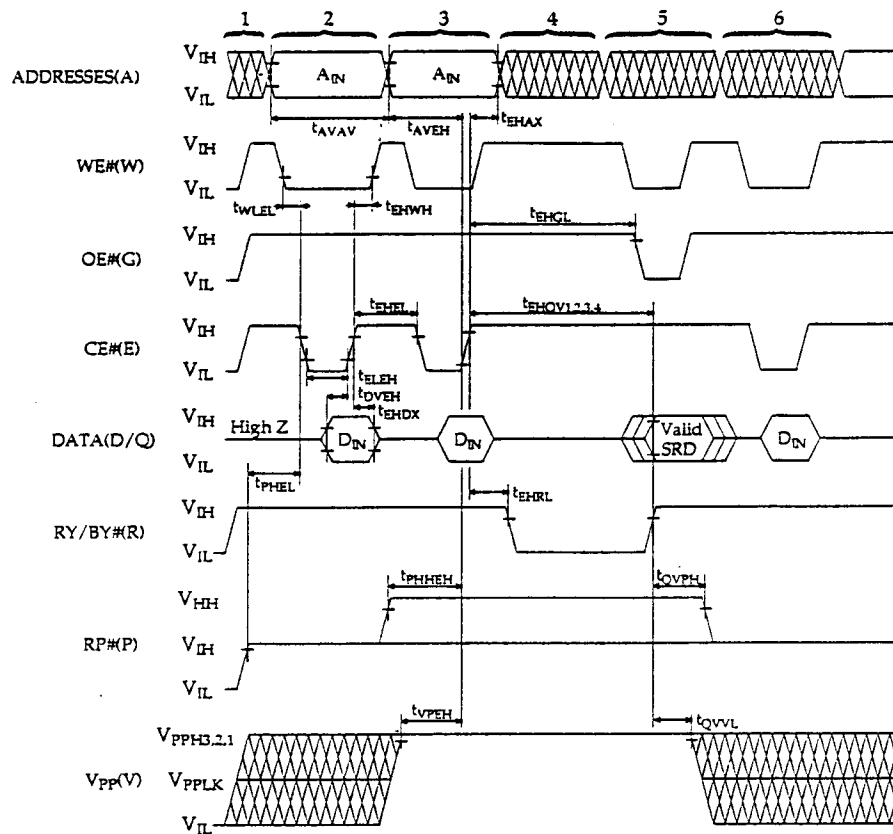 1 2 3 4 5 6
V_IH
ADDRESSES(A) A_IN A_IN
V_IL
t_AVAV t_AVEH t_EHAX
V_IH
WE#(W)
V_IL
t_WLEL t_EHWH
V_IH t_EHGL
OE#(G)
V_IL
t_EHEL t_EHQV1,2,3,4
V_IH
CE#(E)
V_IL
t_ELEH
t_DVEH
t_EHDX
V_IH High Z
DATA(D/Q) D_IN D_IN Valid SRD D_IN
V_IL
t_PHEL t_EHRL
V_IH
RY/BY#(R)
V_IL
t_PHHEH t_QVPH
V_HH
V_IH
RP#(P)
V_IL
t_VPEH t_QVVL
V_PPH3,2,1
V_PP(V) V_PPLK
V_IL